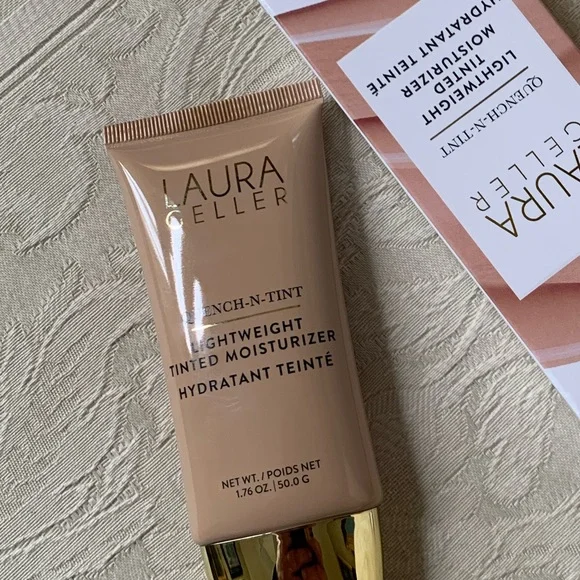 LAURA
GELLER
QUENCH-N-TINT
LIGHTWEIGHT
TINTED MOISTURIZER
HYDRATANT TEINTÉ
NET WT. / POIDS NET
1.76 OZ. | 50.0 G
LAURA
GELLER
QUENCH-N-TINT
LIGHTWEIGHT
TINTED
MOISTURIZER
HYDRATANT TEINTÉ